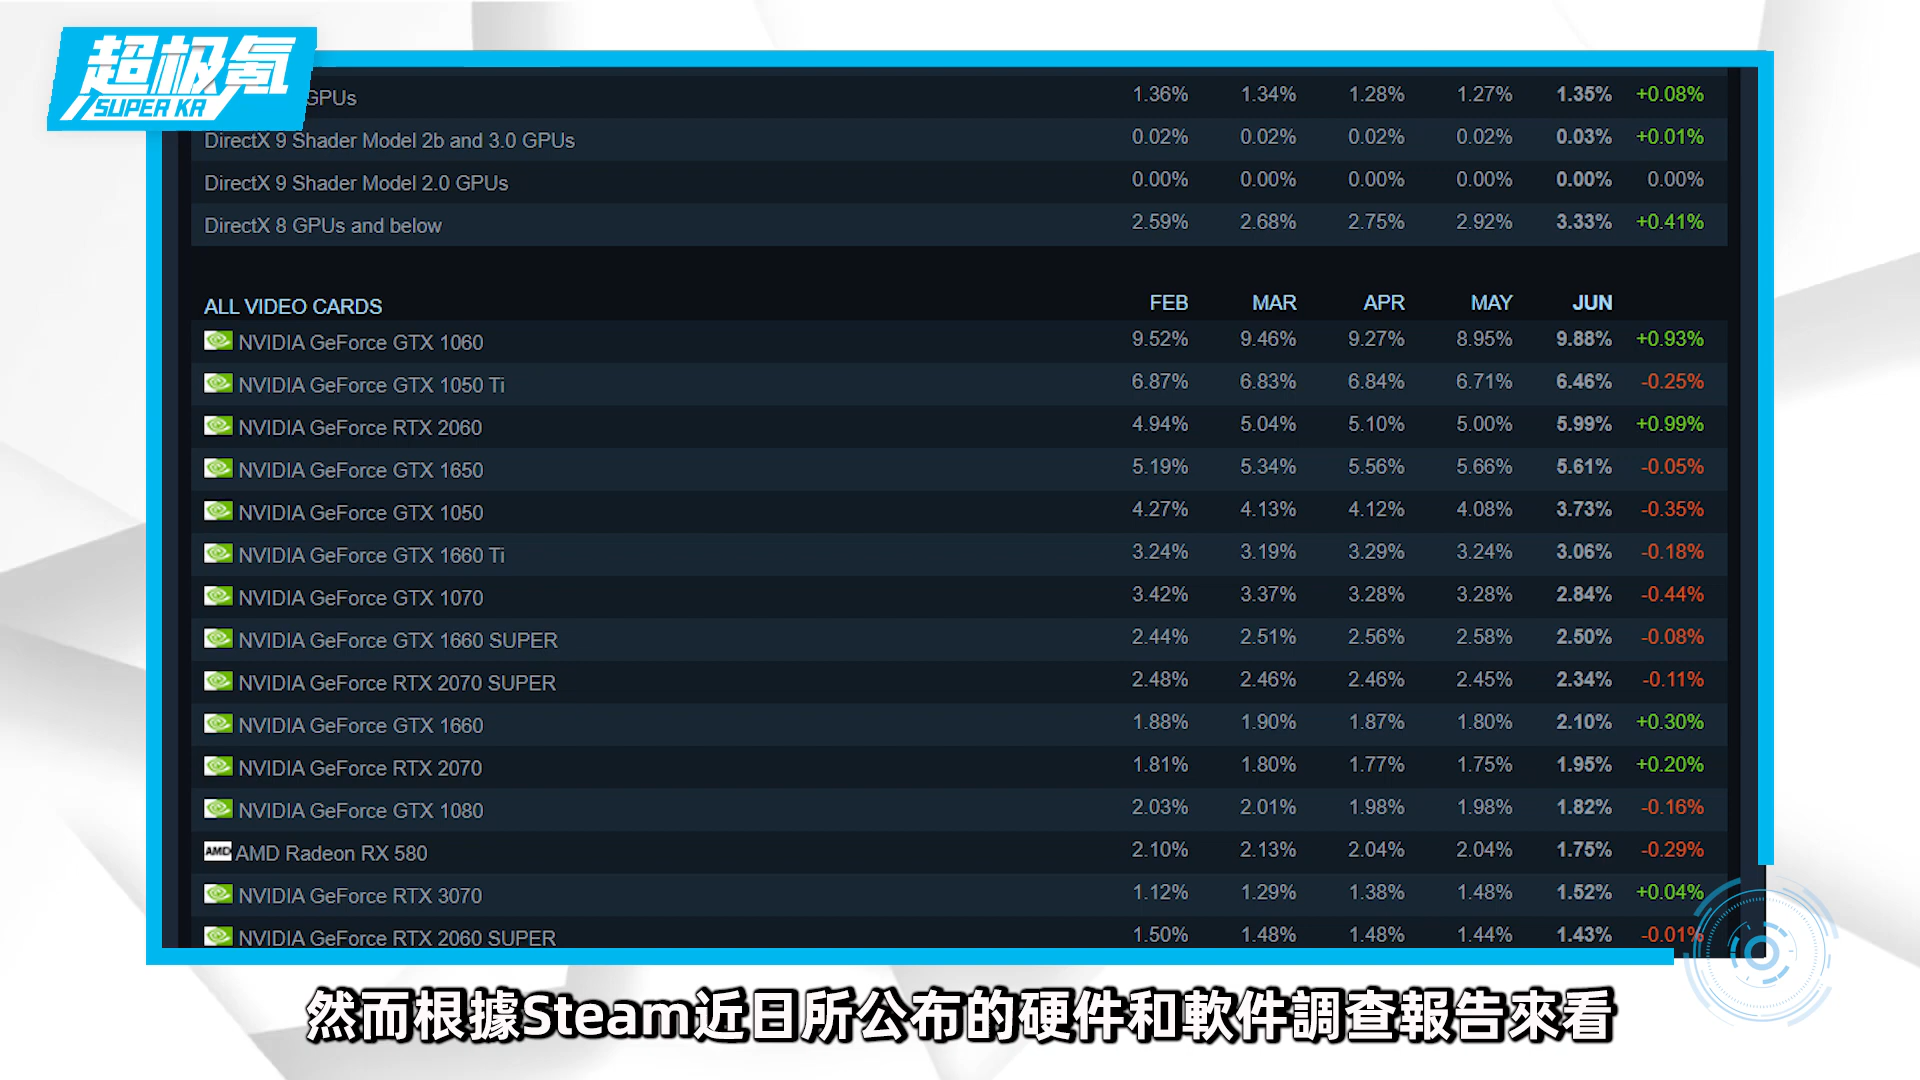 超极氪
SUPER KR
GPUs 1.36% 1.34% 1.28% 1.27% 1.35% +0.08%
DirectX 9 Shader Model 2b and 3.0 GPUs 0.02% 0.02% 0.02% 0.02% 0.03% +0.01%
DirectX 9 Shader Model 2.0 GPUs 0.00% 0.00% 0.00% 0.00% 0.00% 0.00%
DirectX 8 GPUs and below 2.59% 2.68% 2.75% 2.92% 3.33% +0.41%
ALL VIDEO CARDS FEB MAR APR MAY JUN
NVIDIA GeForce GTX 1060 9.52% 9.46% 9.27% 8.95% 9.88% +0.93%
NVIDIA GeForce GTX 1050 Ti 6.87% 6.83% 6.84% 6.71% 6.46% -0.25%
NVIDIA GeForce RTX 2060 4.94% 5.04% 5.10% 5.00% 5.99% +0.99%
NVIDIA GeForce GTX 1650 5.19% 5.34% 5.56% 5.66% 5.61% -0.05%
NVIDIA GeForce GTX 1050 4.27% 4.13% 4.12% 4.08% 3.73% -0.35%
NVIDIA GeForce GTX 1660 Ti 3.24% 3.19% 3.29% 3.24% 3.06% -0.18%
NVIDIA GeForce GTX 1070 3.42% 3.37% 3.28% 3.28% 2.84% -0.44%
NVIDIA GeForce GTX 1660 SUPER 2.44% 2.51% 2.56% 2.58% 2.50% -0.08%
NVIDIA GeForce RTX 2070 SUPER 2.48% 2.46% 2.46% 2.45% 2.34% -0.11%
NVIDIA GeForce GTX 1660 1.88% 1.90% 1.87% 1.80% 2.10% +0.30%
NVIDIA GeForce RTX 2070 1.81% 1.80% 1.77% 1.75% 1.95% +0.20%
NVIDIA GeForce GTX 1080 2.03% 2.01% 1.98% 1.98% 1.82% -0.16%
AMD AMD Radeon RX 580 2.10% 2.13% 2.04% 2.04% 1.75% -0.29%
NVIDIA GeForce RTX 3070 1.12% 1.29% 1.38% 1.48% 1.52% +0.04%
NVIDIA GeForce RTX 2060 SUPER 1.50% 1.48% 1.48% 1.44% 1.43% -0.01%
然而根據Steam近日所公布的硬件和軟件調查報告來看